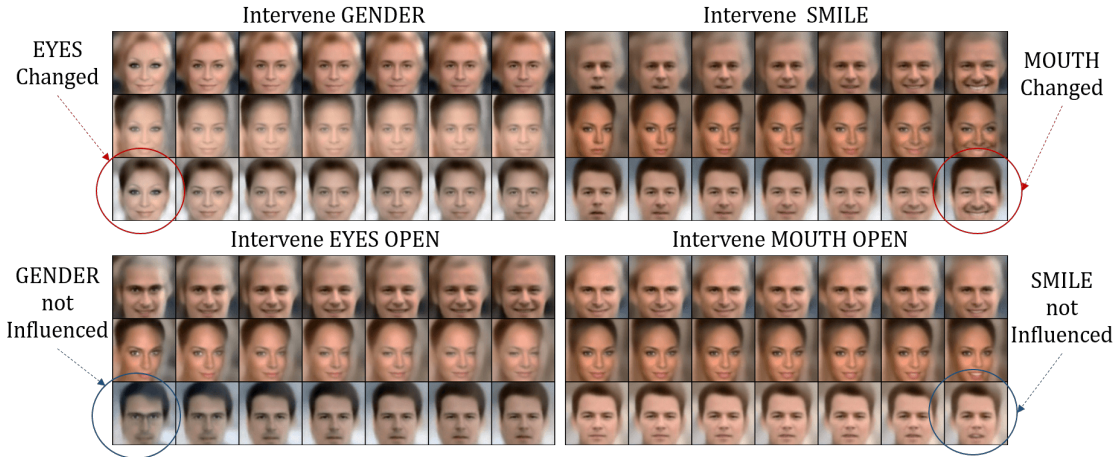 Intervene GENDER
Intervene SMILE
EYES
Changed
MOUTH
Changed
Intervene EYES OPEN
Intervene MOUTH OPEN
GENDER
not
Influenced
SMILE
not
Influenced